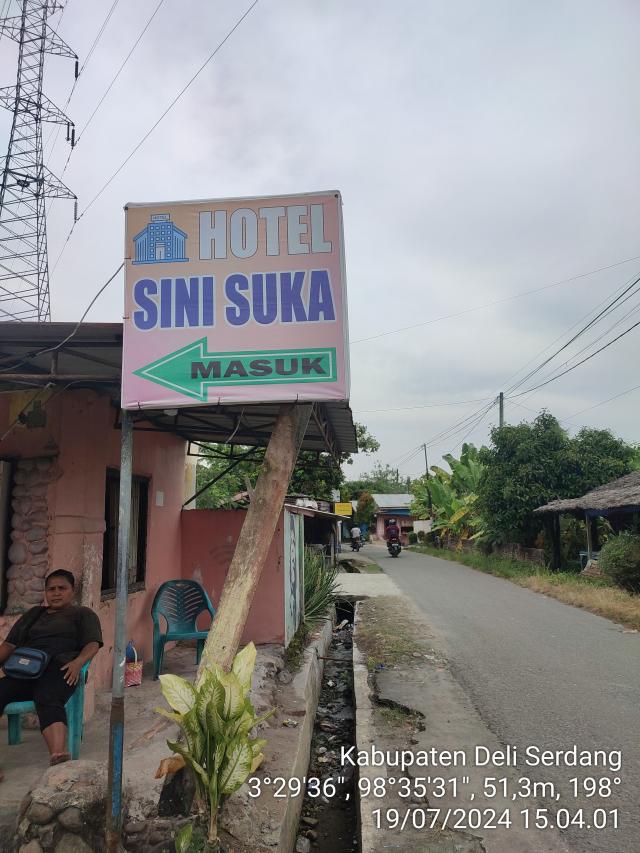 HOTEL
HOTEL
SINI SUKA
MASUK
Kabupaten Deli Serdang
3°29'36", 98°35'31", 51,3m, 198°
19/07/2024 15.04.01